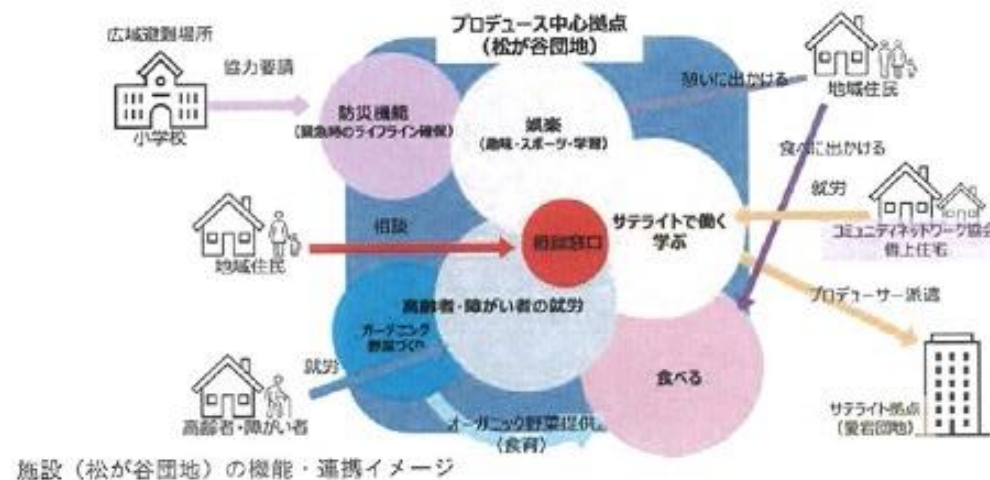 プロデュース中心拠点
(松が谷団地)
広域避難場所
協力要請
小学校
防災機能
(緊急時のライフライン確保)
娯楽
(趣味・スポーツ・学習)
憩いに出かける
地域住民
食べに出かける
就労
コミュニティネットワーク協会
借上住宅
相談
地域住民
相談窓口
サテライトで働く
学ぶ
プロデューサー派遣
高齢者・障がい者の就労
ガーデニング
野菜づくり
就労
高齢者・障がい者
食べる
オーガニック野菜提供
(食育)
サテライト拠点
(愛宕団地)
施設(松が谷団地)の機能・連携イメージ